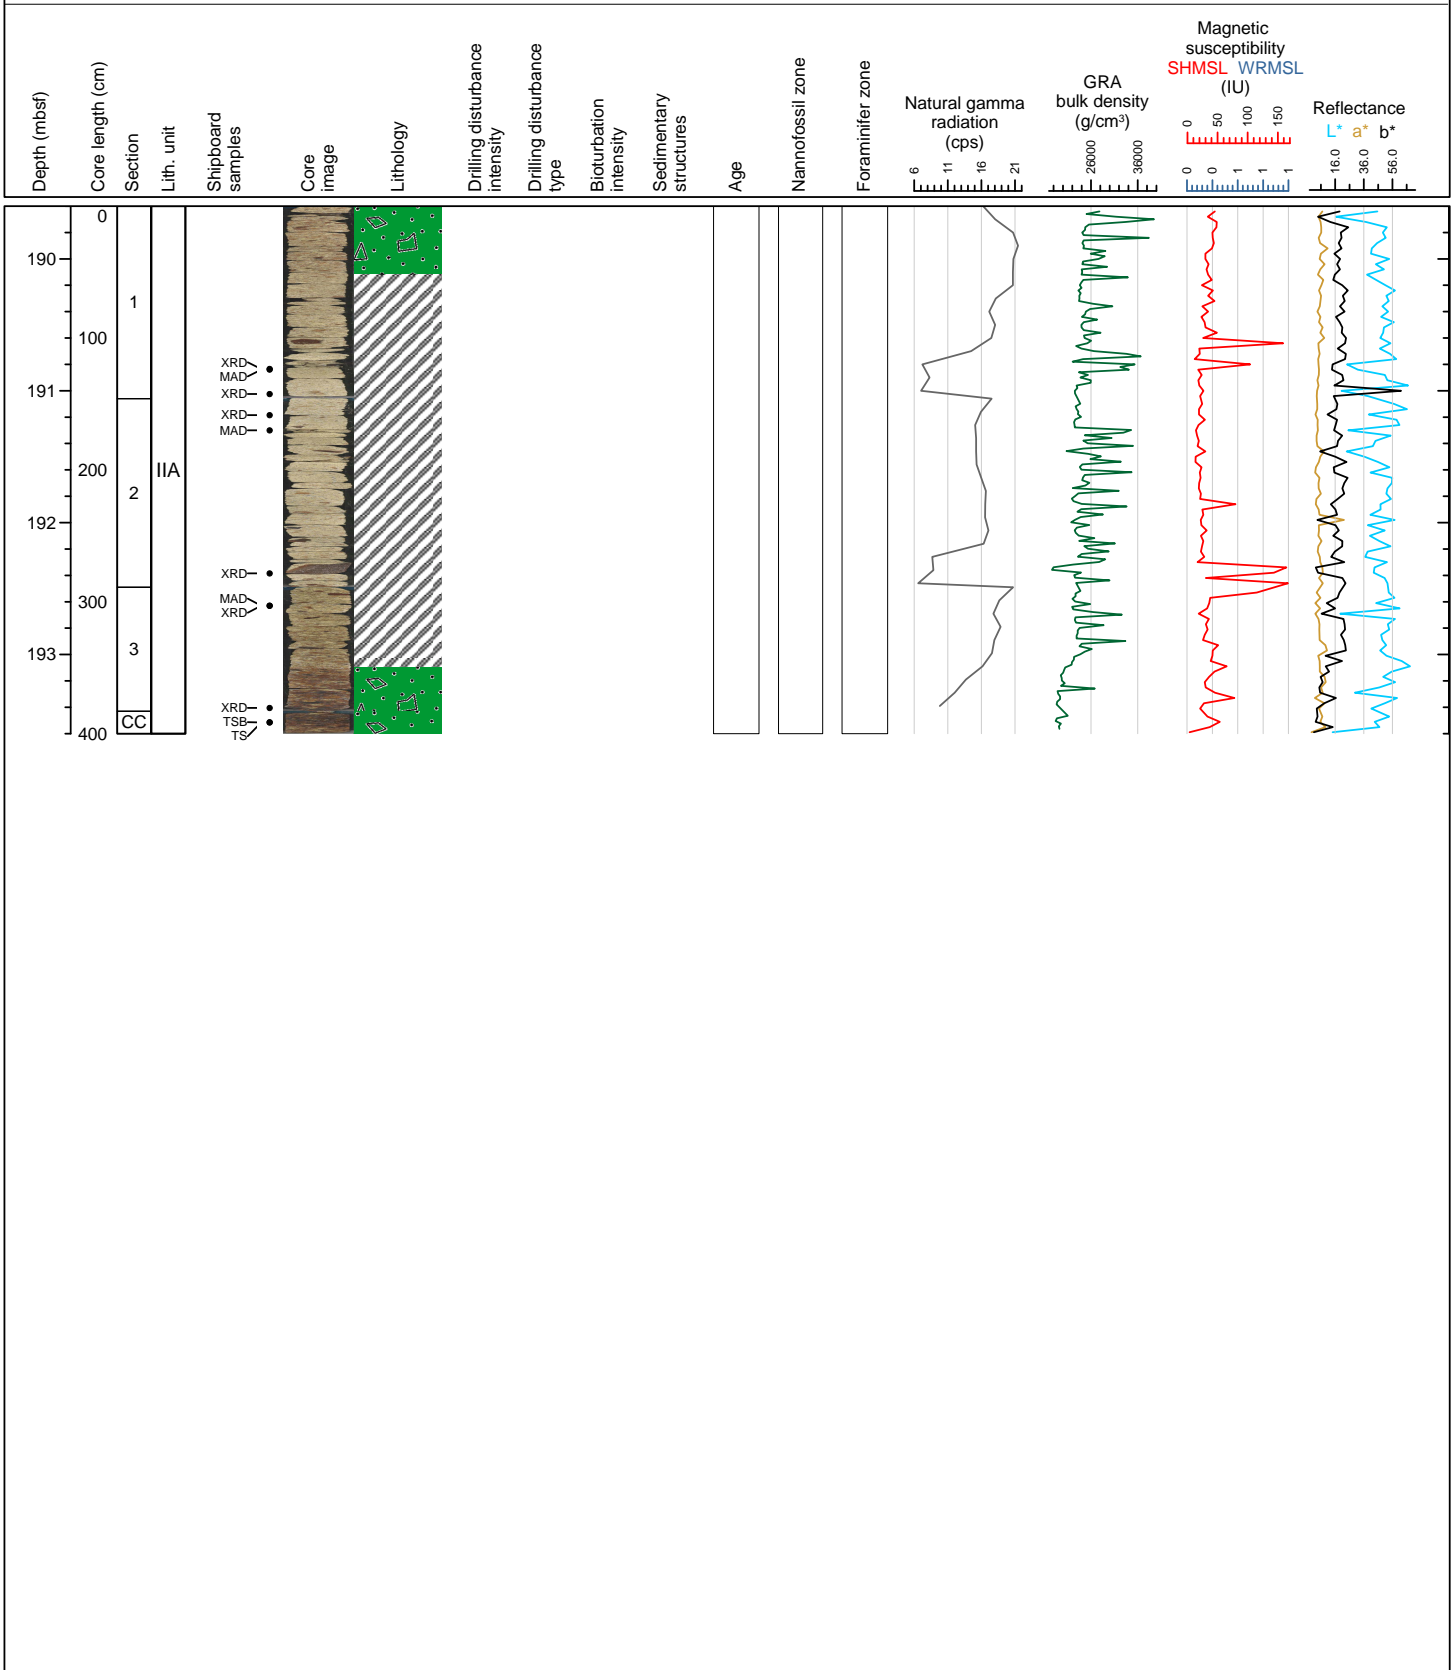 Depth (mbsf)
Core length (cm)
Section
Lith. unit
Shipboard
samples
Core
image
Lithology
Drilling disturbance
intensity
Drilling disturbance
type
Bioturbation
intensity
Sedimentary
structures
Age
Nannofossil zone
Foraminifer zone
Natural gamma
radiation
(cps)
6 11 16 21
GRA
bulk density
(g/cm³)
26000 36000
Magnetic
susceptibility
SHMSL WRMSL
(IU)
0 50 100 150
0 0 1 1 1
Reflectance
L* a* b*
16.0 36.0 56.0
0
190
1
100
XRD
MAD
191
XRD
XRD
MAD
200
IIA
2
192
XRD
300
MAD
XRD
3
193
XRD
CC
TSB
400
TS